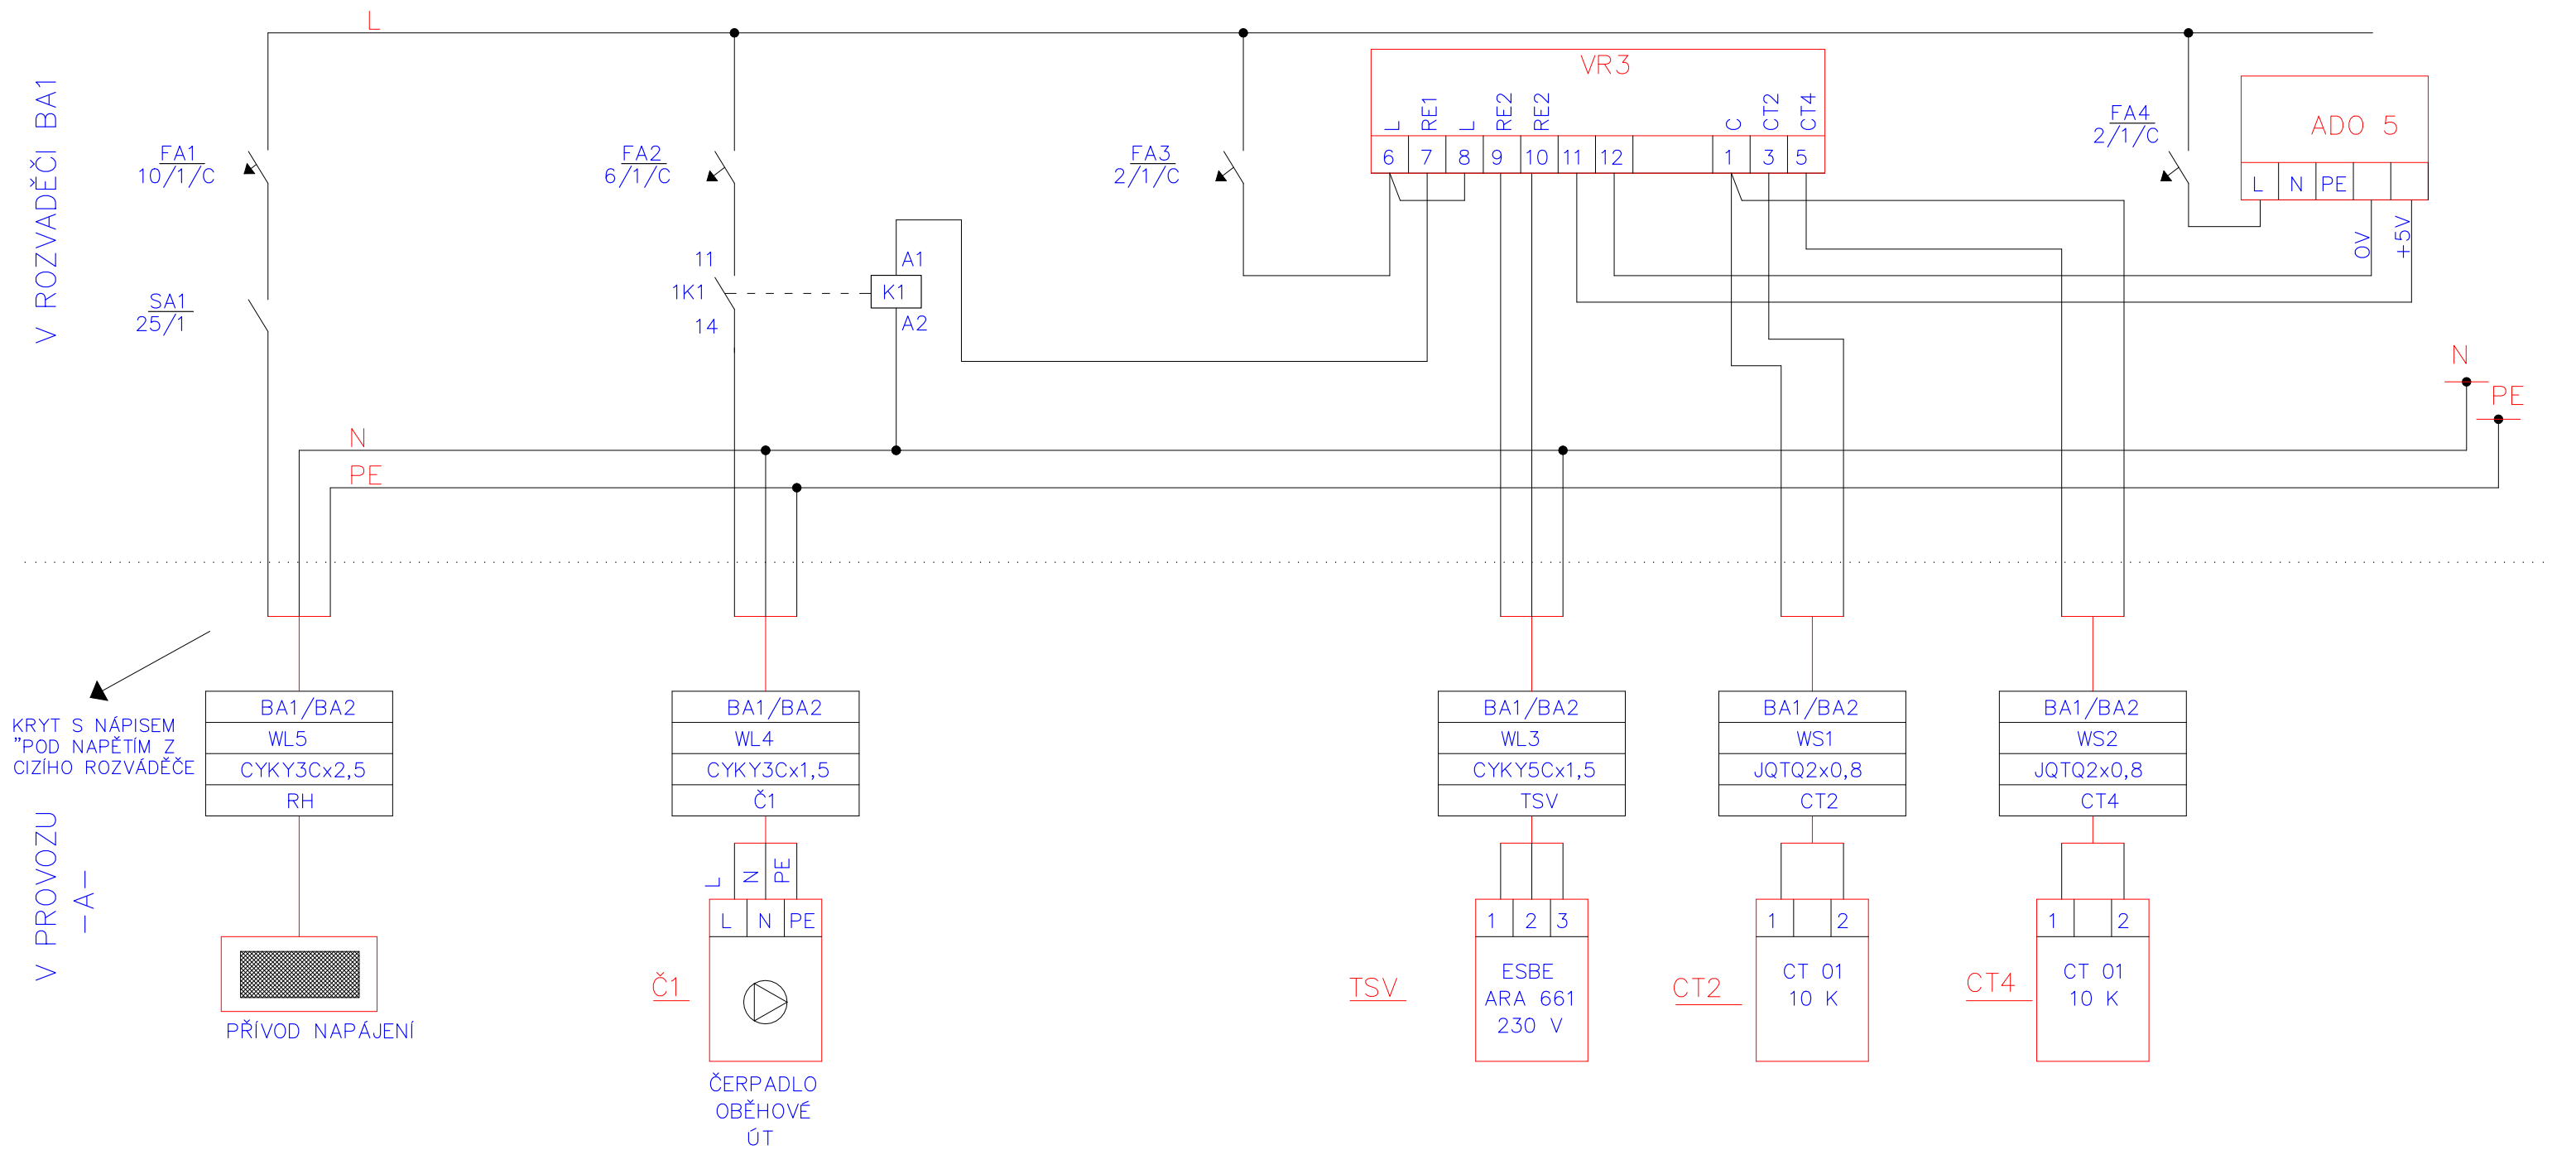 V ROZVADĚČI BA1
L
FA1
10/1/C
SA1
25/1
FA2
6/1/C
11
1K1
14
A1
K1
A2
FA3
2/1/C
VR3
L RE1 L RE2 RE2 C CT2 CT4
6 7 8 9 10 11 12 1 3 5
FA4
2/1/C
ADO 5
L N PE
0V +5V
N
PE
N
PE
KRYT S NÁPISEM
"POD NAPĚTÍM Z
CIZÍHO ROZVÁDĚČE
V PROVOZU
—A—
BA1/BA2
WL5
CYKY3Cx2,5
RH
PŘÍVOD NAPÁJENÍ
BA1/BA2
WL4
CYKY3Cx1,5
Č1
L N PE
L N PE
Č1
ČERPADLO
OBĚHOVÉ
ÚT
BA1/BA2
WL3
CYKY5Cx1,5
TSV
1 2 3
TSV
ESBE
ARA 661
230 V
BA1/BA2
WS1
JQTQ2x0,8
CT2
1 2
CT2
CT 01
10 K
BA1/BA2
WS2
JQTQ2x0,8
CT4
1 2
CT4
CT 01
10 K